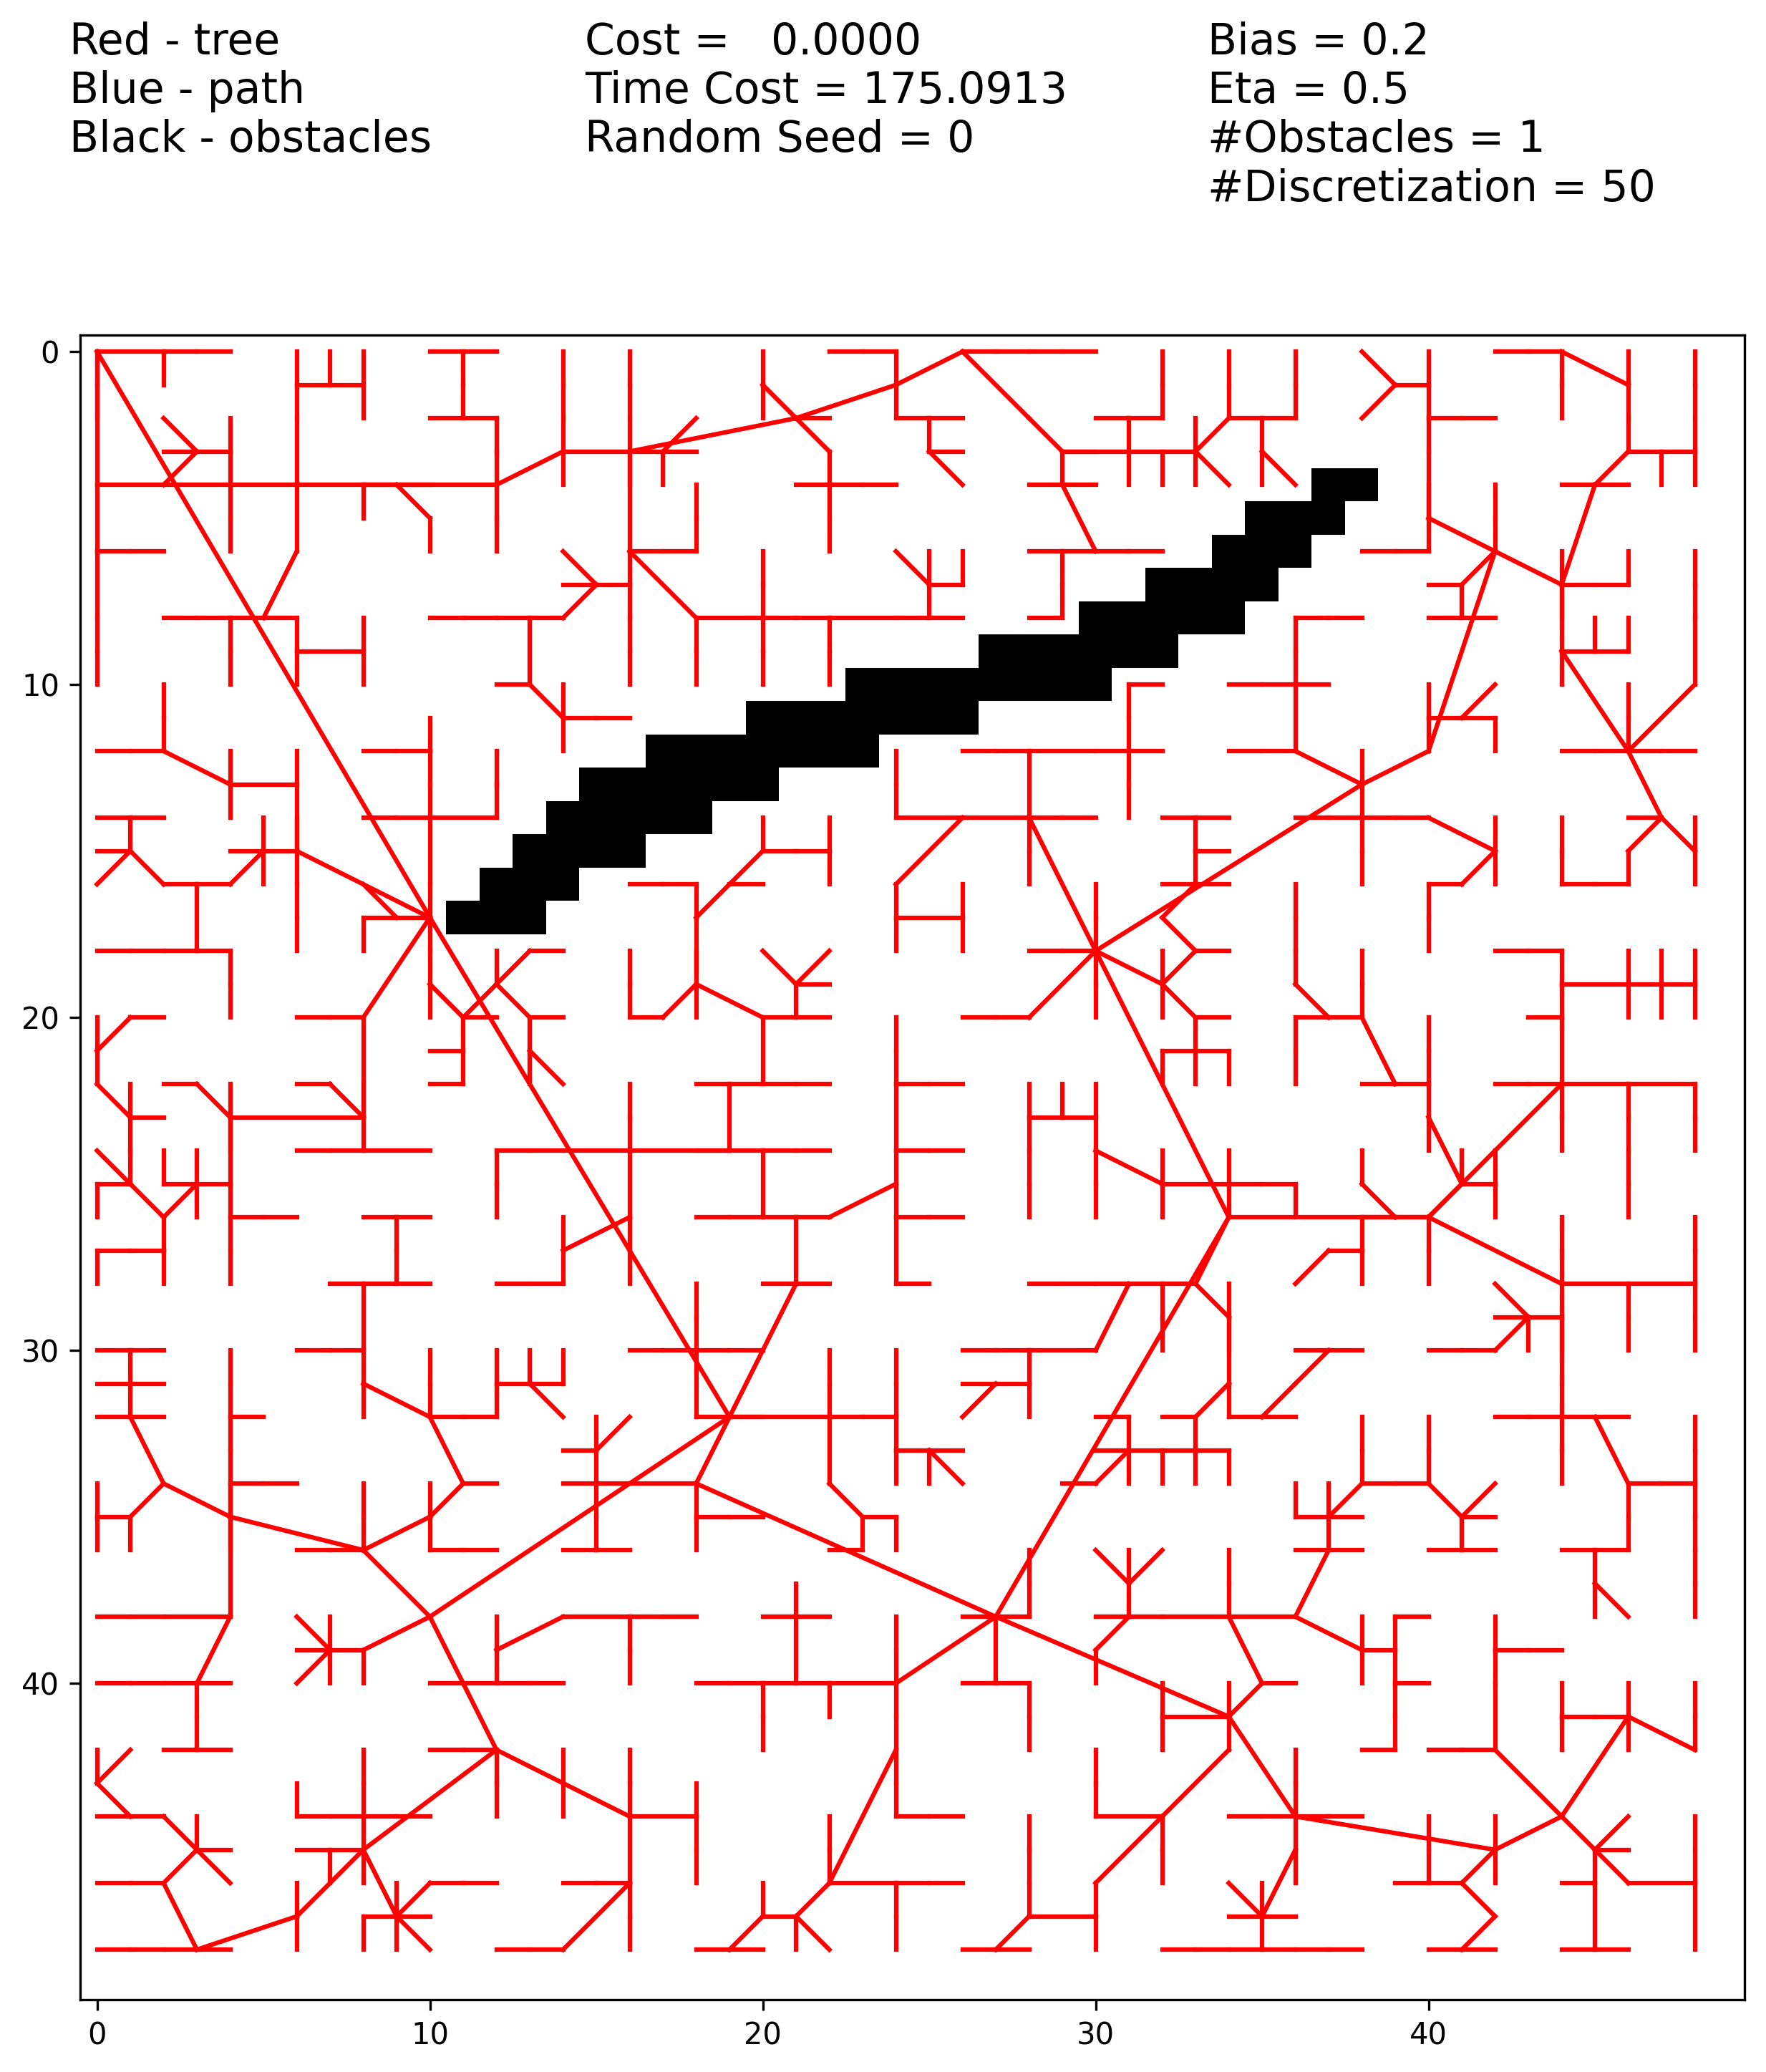 Red - tree
Blue - path
Black - obstacles
Cost =   0.0000
Time Cost = 175.0913
Random Seed = 0
Bias = 0.2
Eta = 0.5
#Obstacles = 1
#Discretization = 50
0
10
20
30
40
0 10 20 30 40